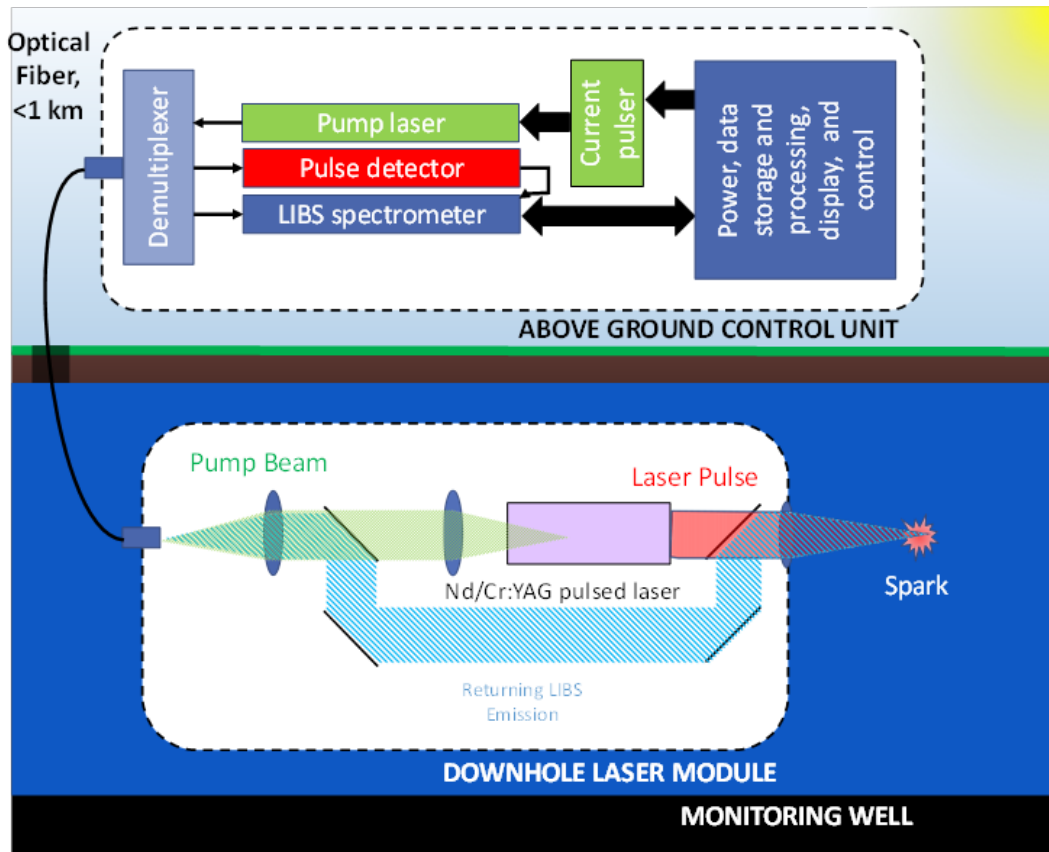 Optical
Fiber,
<1 km
Demultiplexer
Pump laser
Pulse detector
LIBS spectrometer
Current
pulser
Power, data
storage and
processing,
display, and
control
ABOVE GROUND CONTROL UNIT
Pump Beam
Laser Pulse
Nd/Cr:YAG pulsed laser
Spark
Returning LIBS
Emission
DOWNHOLE LASER MODULE
MONITORING WELL